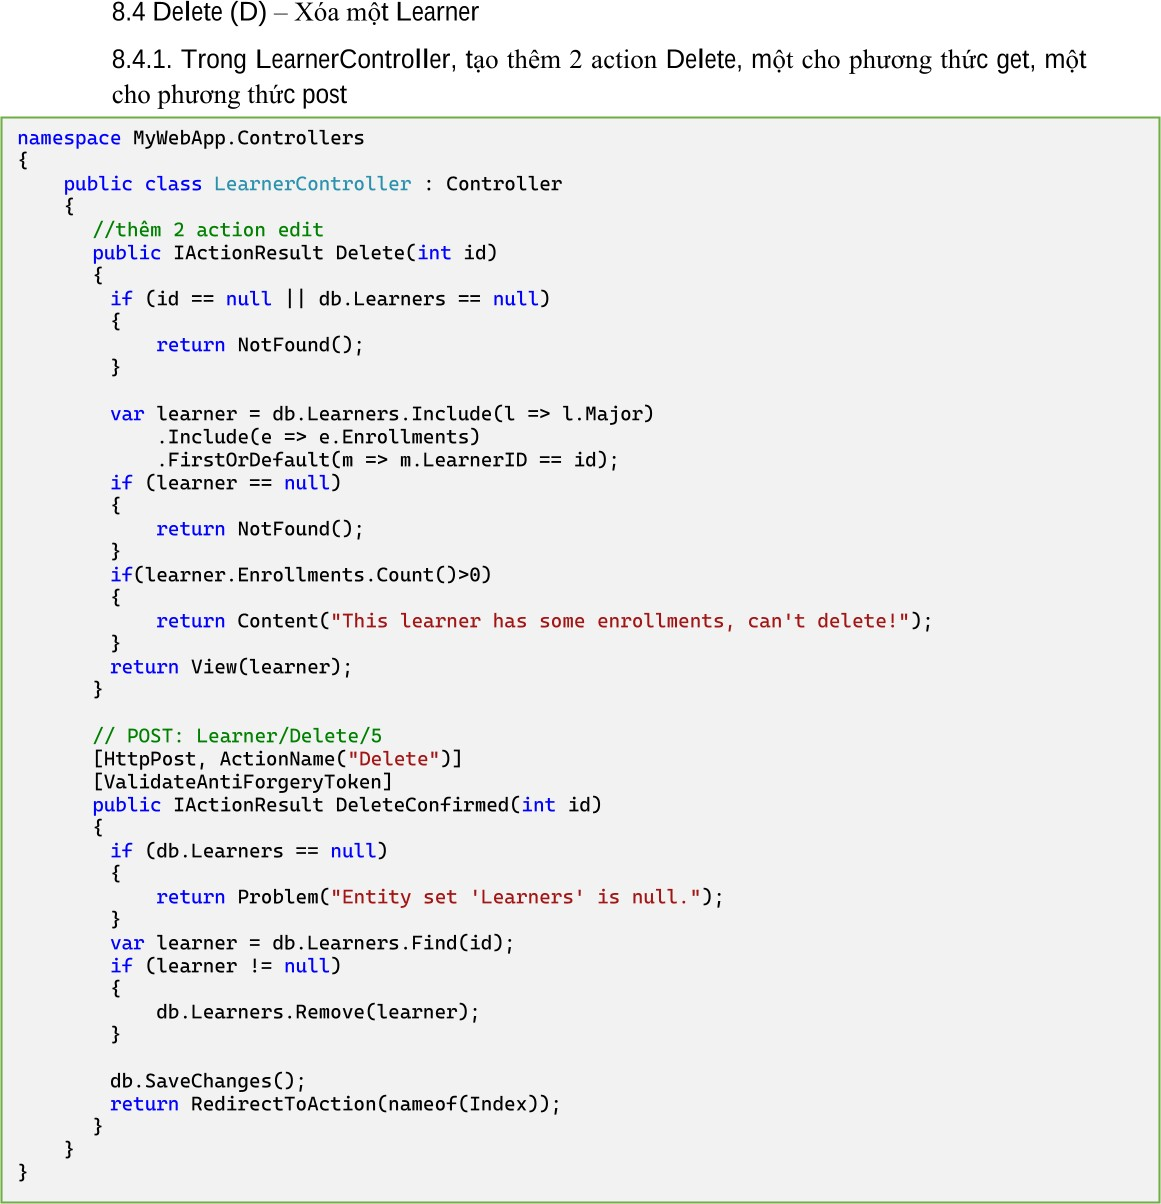 8.4 Delete (D) – Xóa một Learner
8.4.1. Trong LearnerController, tạo thêm 2 action Delete, một cho phương thức get, một
cho phương thức post
namespace MyWebApp.Controllers
{
    public class LearnerController : Controller
    {
      //thêm 2 action edit
      public IActionResult Delete(int id)
      {
        if (id == null || db.Learners == null)
        {
            return NotFound();
        }
        var learner = db.Learners.Include(l => l.Major)
            .Include(e => e.Enrollments)
            .FirstOrDefault(m => m.LearnerID == id);
        if (learner == null)
        {
            return NotFound();
        }
        if(learner.Enrollments.Count()>0)
        {
            return Content("This learner has some enrollments, can't delete!");
        }
        return View(learner);
      }
      // POST: Learner/Delete/5
      [HttpPost, ActionName("Delete")]
      [ValidateAntiForgeryToken]
      public IActionResult DeleteConfirmed(int id)
      {
        if (db.Learners == null)
        {
            return Problem("Entity set 'Learners' is null.");
        }
        var learner = db.Learners.Find(id);
        if (learner != null)
        {
            db.Learners.Remove(learner);
        }
        db.SaveChanges();
        return RedirectToAction(nameof(Index));
      }
    }
}